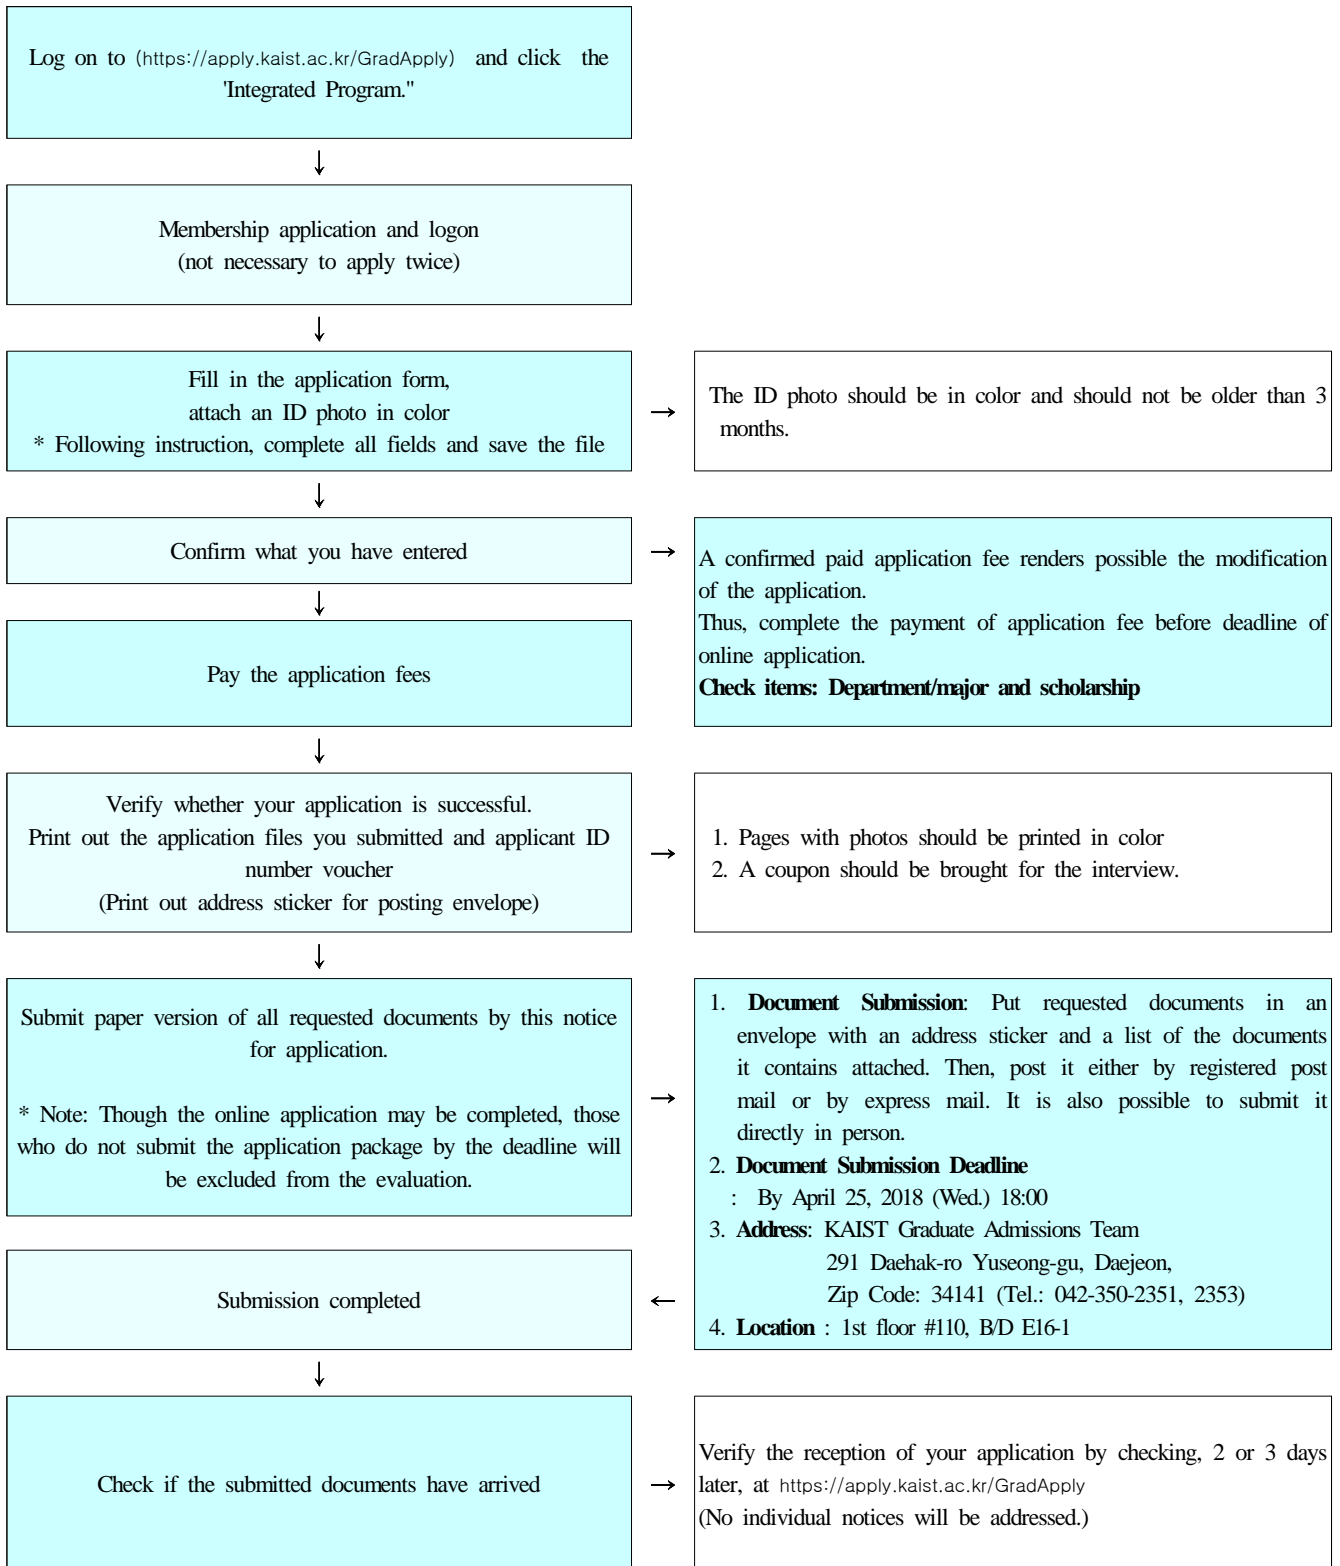 Log on to (https://apply.kaist.ac.kr/GradApply) and click the
'Integrated Program."
↓
Membership application and logon
(not necessary to apply twice)
↓
Fill in the application form,
attach an ID photo in color
* Following instruction, complete all fields and save the file
→
The ID photo should be in color and should not be older than 3
months.
↓
Confirm what you have entered
→
↓
Pay the application fees
A confirmed paid application fee renders possible the modification
of the application.
Thus, complete the payment of application fee before deadline of
online application.
Check items: Department/major and scholarship
↓
Verify whether your application is successful.
Print out the application files you submitted and applicant ID
number voucher
(Print out address sticker for posting envelope)
→
1. Pages with photos should be printed in color
2. A coupon should be brought for the interview.
↓
Submit paper version of all requested documents by this notice
for application.
* Note: Though the online application may be completed, those
who do not submit the application package by the deadline will
be excluded from the evaluation.
→
1. Document Submission: Put requested documents in an
envelope with an address sticker and a list of the documents
it contains attached. Then, post it either by registered post
mail or by express mail. It is also possible to submit it
directly in person.
2. Document Submission Deadline
: By April 25, 2018 (Wed.) 18:00
3. Address: KAIST Graduate Admissions Team
291 Daehak-ro Yuseong-gu, Daejeon,
Zip Code: 34141 (Tel.: 042-350-2351, 2353)
4. Location : 1st floor #110, B/D E16-1
Submission completed
←
↓
Check if the submitted documents have arrived
→
Verify the reception of your application by checking, 2 or 3 days
later, at https://apply.kaist.ac.kr/GradApply
(No individual notices will be addressed.)